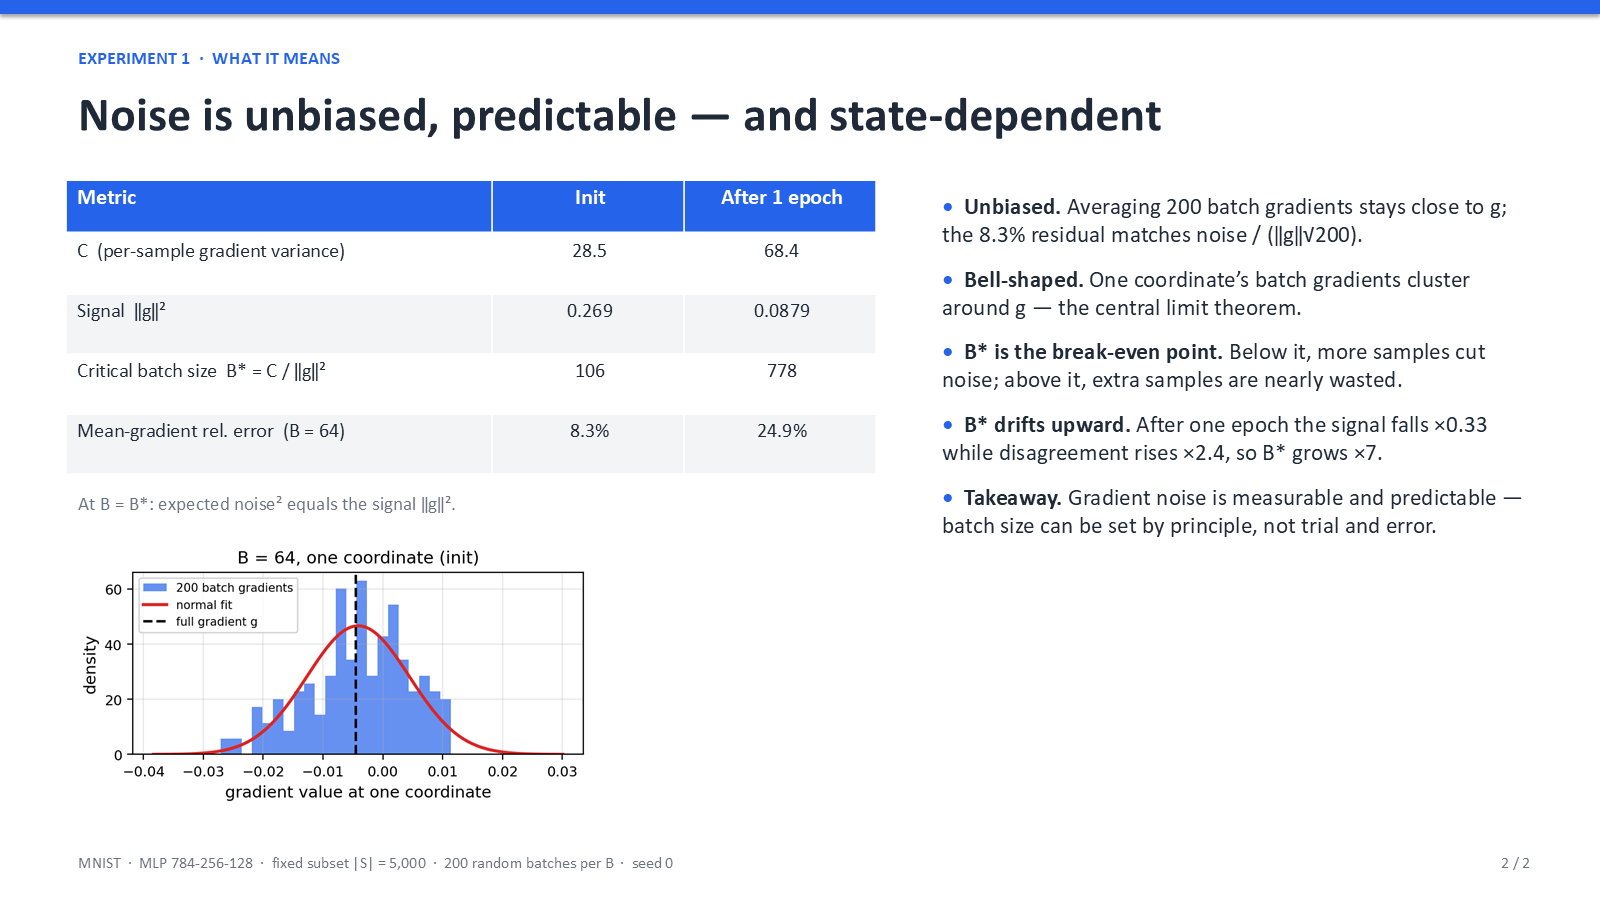 EXPERIMENT 1 · WHAT IT MEANS
Noise is unbiased, predictable — and state-dependent
Metric Init After 1 epoch
C (per-sample gradient variance) 28.5 68.4
Signal ‖g‖² 0.269 0.0879
Critical batch size B* = C / ‖g‖² 106 778
Mean-gradient rel. error (B = 64) 8.3% 24.9%
At B = B*: expected noise² equals the signal ‖g‖².
B = 64, one coordinate (init)
200 batch gradients
normal fit
full gradient g
density
60
40
20
0
−0.04 −0.03 −0.02 −0.01 0.00 0.01 0.02 0.03
gradient value at one coordinate
• Unbiased. Averaging 200 batch gradients stays close to g;
the 8.3% residual matches noise / (‖g‖√200).
• Bell-shaped. One coordinate’s batch gradients cluster
around g — the central limit theorem.
• B* is the break-even point. Below it, more samples cut
noise; above it, extra samples are nearly wasted.
• B* drifts upward. After one epoch the signal falls ×0.33
while disagreement rises ×2.4, so B* grows ×7.
• Takeaway. Gradient noise is measurable and predictable —
batch size can be set by principle, not trial and error.
MNIST · MLP 784-256-128 · fixed subset |S| = 5,000 · 200 random batches per B · seed 0
2 / 2